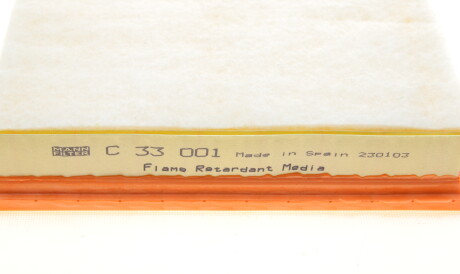 MANN FILTER C 33 001 Made in Spain 230103
Flame Retardant Media